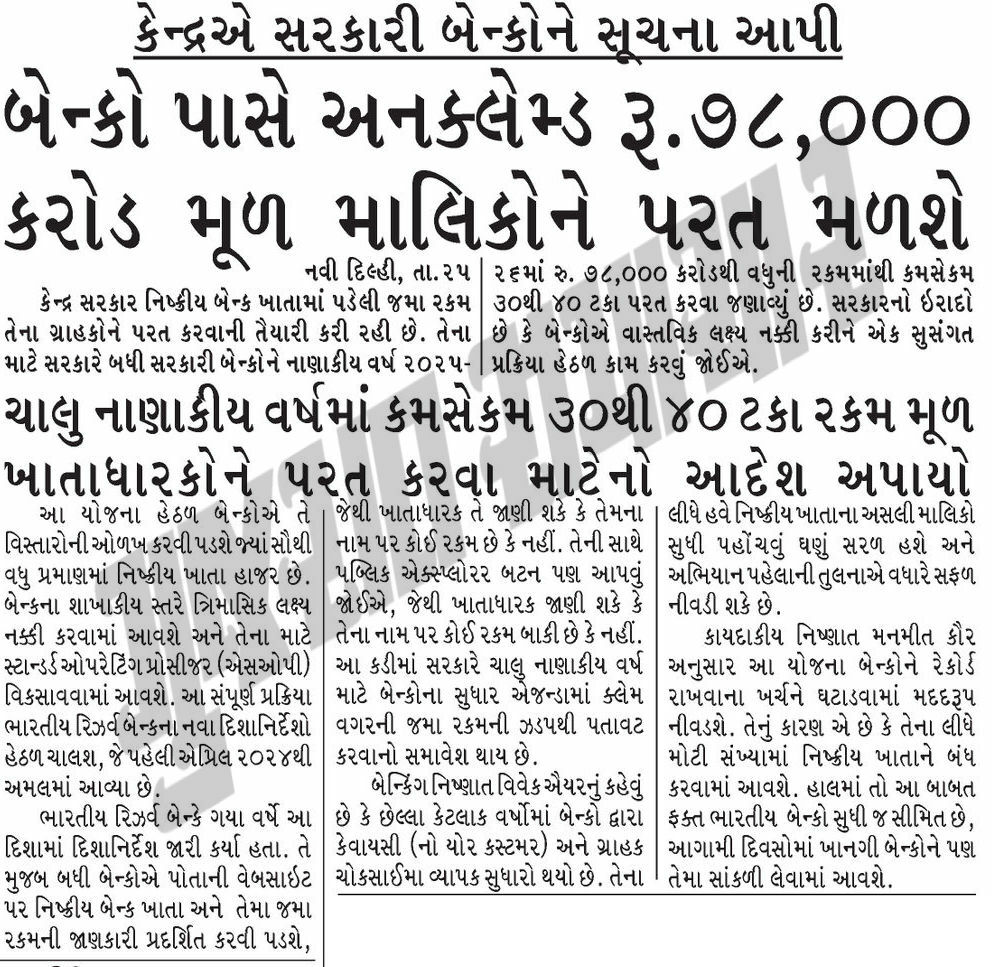 કેન્દ્રએ સરકારી બેન્કોને સૂચના આપી
બેન્કો પાસે અનક્લેમ્ડ રૂ.૭૮,૦૦૦
કરોડ મૂળ માલિકોને પરત મળશે
નવી દિલ્હી, તા.૨૫
કેન્દ્ર સરકાર નિષ્ક્રીય બેન્ક ખાતામાં પડેલી જમા રકમ
તેના ગ્રાહકોને પરત કરવાની તૈયારી કરી રહી છે. તેના
માટે સરકારે બધી સરકારી બેન્કોને નાણાકીય વર્ષ ૨૦૨૫-
૨૬માં રુ. ૭૮,૦૦૦ કરોડથી વધુની રકમમાંથી કમસેકમ
૩૦થી ૪૦ ટકા પરત કરવા જણાવ્યું છે. સરકારનો ઇરાદો
છે કે બેન્કોએ વાસ્તવિક લક્ષ્ય નક્કી કરીને એક સુસંગત
પ્રક્રિયા હેઠળ કામ કરવું જોઈએ.
ચાલુ નાણાકીય વર્ષમાં કમસેકમ ૩૦થી ૪૦ ટકા રકમ મૂળ
ખાતાધારકોને પરત કરવા માટેનો આદેશ અપાયો
આ યોજના હેઠળ બેન્કોએ તે
વિસ્તારોની ઓળખ કરવી પડશે જ્યાં સૌથી
વધુ પ્રમાણમાં નિષ્ક્રીય ખાતા હાજર છે.
બેન્કના શાખાકીય સ્તરે ત્રિમાસિક લક્ષ્ય
નક્કી કરવામાં આવશે અને તેના માટે
સ્ટાન્ડર્ડ ઓપરેટિંગ પ્રોસીજર (એસઓપી)
વિકસાવવામાં આવશે. આ સંપૂર્ણ પ્રક્રિયા
ભારતીય રિઝર્વ બેન્કના નવા દિશાનિર્દેશો
હેઠળ ચાલશ, જે પહેલી એપ્રિલ ૨૦૨૪થી
અમલમાં આવ્યા છે.
ભારતીય રિઝર્વ બેન્કે ગયા વર્ષે આ
દિશામાં દિશાનિર્દેશ જારી કર્યા હતા. તે
મુજબ બધી બેન્કોએ પોતાની વેબસાઇટ
પર નિષ્ક્રીય બેન્ક ખાતા અને તેમા જમા
રકમની જાણકારી પ્રદર્શિત કરવી પડશે,
જેથી ખાતાધારક તે જાણી શકે કે તેમના
નામ પર કોઈ રકમ છે કે નહીં. તેની સાથે
પબ્લિક એક્સ્પ્લોરર બટન પણ આપવું
જોઈએ, જેથી ખાતાધારક જાણી શકે કે
તેના નામ પર કોઈ રકમ બાકી છે કે નહીં.
આ કડીમાં સરકારે ચાલુ નાણાકીય વર્ષ
માટે બેન્કોના સુધાર એજન્ડામાં ક્લેમ
વગરની જમા રકમની ઝડપથી પતાવટ
કરવાનો સમાવેશ થાય છે.
બેન્કિંગ નિષ્ણાત વિવેક ઐયરનું કહેવું
છે કે છેલ્લા કેટલાક વર્ષોમાં બેન્કો દ્વારા
કેવાયસી (નો યોર કસ્ટમર) અને ગ્રાહક
ચોકસાઈમા વ્યાપક સુધારો થયો છે. તેના
લીધે હવે નિષ્ક્રીય ખાતાના અસલી માલિકો
સુધી પહોંચવું ઘણું સરળ હશે અને
અભિયાન પહેલાની તુલનાએ વધારે સફળ
નીવડી શકે છે.
કાયદાકીય નિષ્ણાત મનમીત કૌર
અનુસાર આ યોજના બેન્કોને રેકોર્ડ
રાખવાના ખર્ચને ઘટાડવામાં મદદરૂપ
નીવડશે. તેનું કારણ એ છે કે તેના લીધે
મોટી સંખ્યામાં નિષ્ક્રીય ખાતાને બંધ
કરવામાં આવશે. હાલમાં તો આ બાબત
ફક્ત ભારતીય બેન્કો સુધી જ સીમિત છે,
આગામી દિવસોમાં ખાનગી બેન્કોને પણ
તેમા સાંકળી લેવામાં આવશે.
ગુજરાત સમાચાર